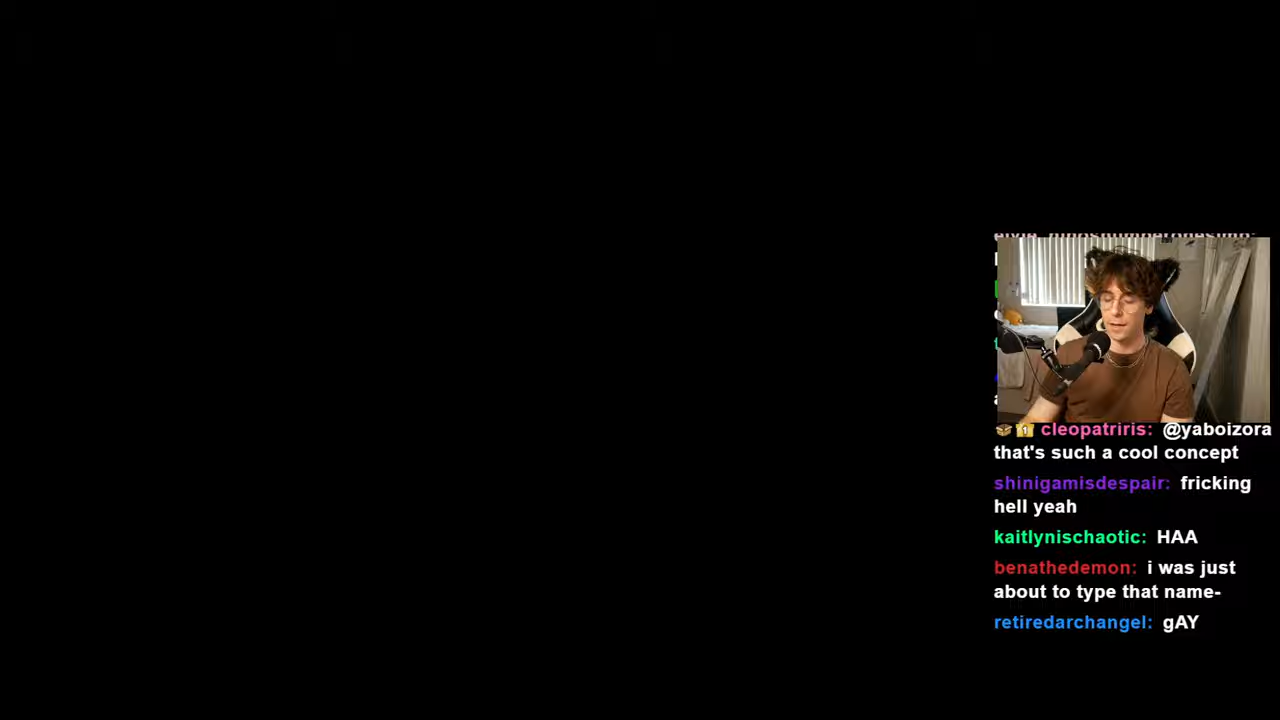 cleopatriris: @yaboizora
that's such a cool concept
shinigamisdespair: fricking
hell yeah
kaitlynischaotic: HAA
benathedemon: i was just
about to type that name-
retiredarchangel: gAY